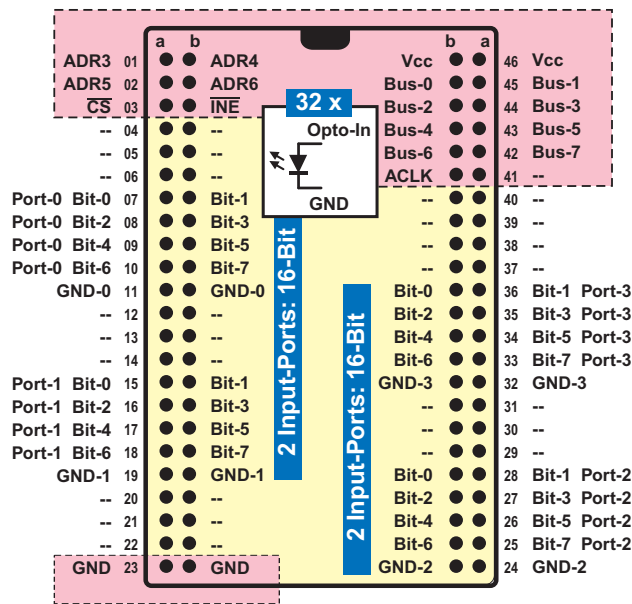 a b b a
ADR3 01 ADR4 Vcc 46 Vcc
ADR5 02 ADR6 Bus-0 45 Bus-1
C̅S̅ 03 I̅N̅E̅ 32 x Bus-2 44 Bus-3
-- 04 -- Opto-In Bus-4 43 Bus-5
-- 05 -- Bus-6 42 Bus-7
-- 06 -- ACLK 41 --
Port-0 Bit-0 07 Bit-1 GND -- 40 --
Port-0 Bit-2 08 Bit-3 -- 39 --
Port-0 Bit-4 09 Bit-5 -- 38 --
Port-0 Bit-6 10 Bit-7 -- 37 --
GND-0 11 GND-0 Bit-0 36 Bit-1 Port-3
-- 12 -- Bit-2 35 Bit-3 Port-3
-- 13 -- Bit-4 34 Bit-5 Port-3
-- 14 -- Bit-6 33 Bit-7 Port-3
Port-1 Bit-0 15 Bit-1 GND-3 32 GND-3
Port-1 Bit-2 16 Bit-3 -- 31 --
Port-1 Bit-4 17 Bit-5 -- 30 --
Port-1 Bit-6 18 Bit-7 -- 29 --
GND-1 19 GND-1 Bit-0 28 Bit-1 Port-2
-- 20 -- Bit-2 27 Bit-3 Port-2
-- 21 -- Bit-4 26 Bit-5 Port-2
-- 22 -- Bit-6 25 Bit-7 Port-2
GND 23 GND GND-2 24 GND-2
2 Input-Ports: 16-Bit
2 Input-Ports: 16-Bit